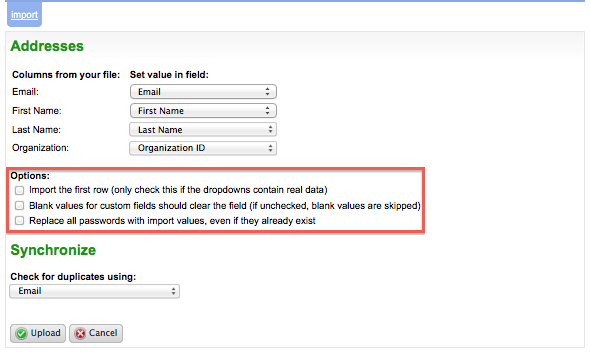 import
Addresses
Columns from your file: Set value in field:
Email: Email
First Name: First Name
Last Name: Last Name
Organization: Organization ID
Options:
Import the first row (only check this if the dropdowns contain real data)
Blank values for custom fields should clear the field (if unchecked, blank values are skipped)
Replace all passwords with import values, even if they already exist
Synchronize
Check for duplicates using:
Email
Upload Cancel